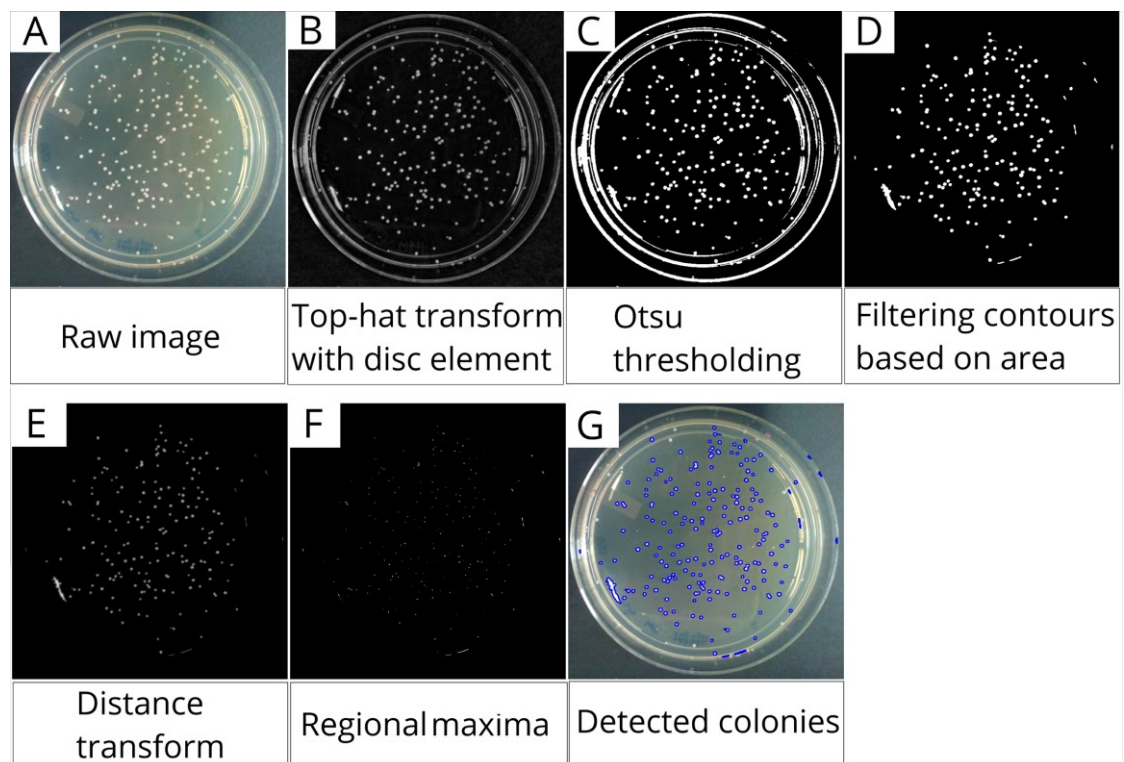 A
B
C
D
Raw image
Top-hat transform
with disc element
Otsu
thresholding
Filtering contours
based on area
E
F
G
Distance
transform
Regional maxima
Detected colonies